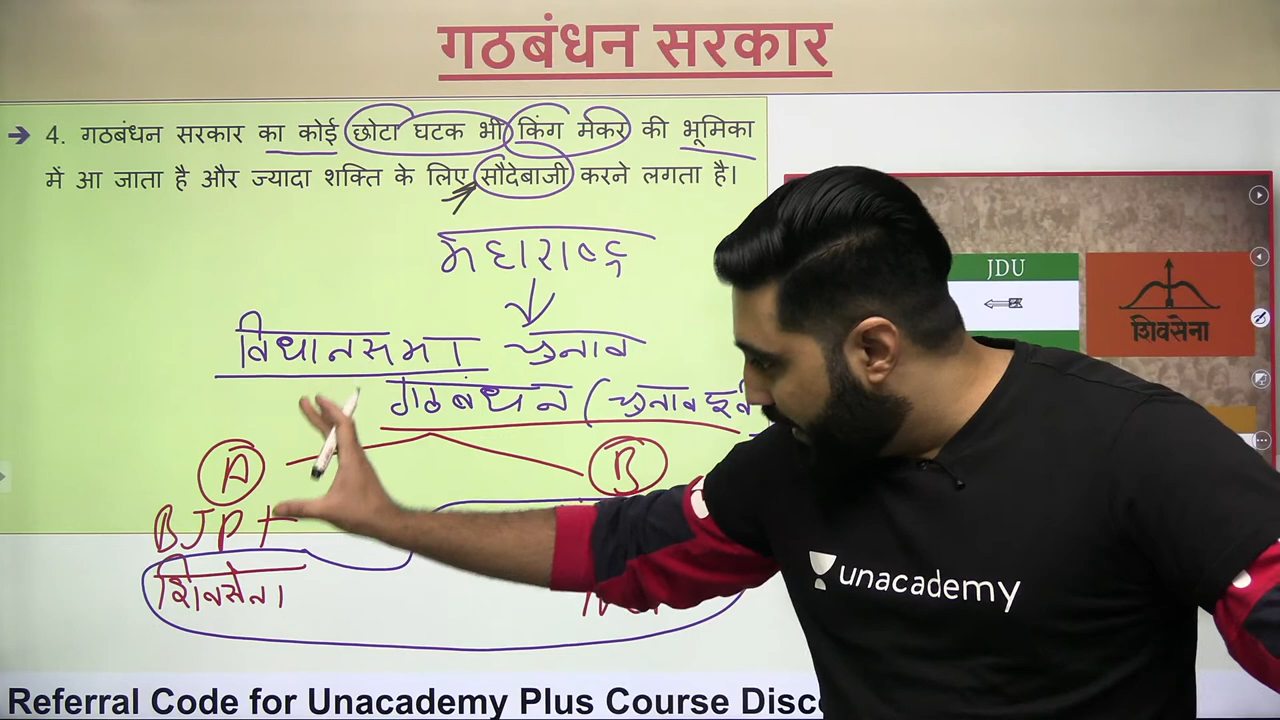 गठबंधन सरकार
➔ 4. गठबंधन सरकार का कोई छोटा घटक भी किंग मेकर की भूमिका
में आ जाता है और ज्यादा शक्ति के लिए सौदेबाजी करने लगता है।
महाराष्ट्र
विधानसभा चुनाव
गठबंधन (चुनाव पूर्व
A B
BJP +
शिवसेना
JDU
शिवसेना
unacademy
Referral Code for Unacademy Plus Course Disco